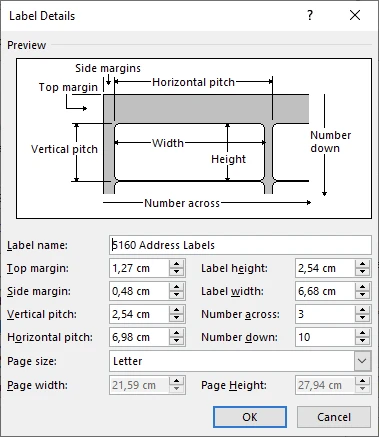 Label Details ? ×
Preview
Side margins
Horizontal pitch
Top margin
Vertical pitch
Width
Height
Number
down
Number across
Label name: 5160 Address Labels
Top margin: 1,27 cm Label height: 2,54 cm
Side margin: 0,48 cm Label width: 6,68 cm
Vertical pitch: 2,54 cm Number across: 3
Horizontal pitch: 6,98 cm Number down: 10
Page size: Letter
Page width: 21,59 cm Page Height: 27,94 cm
OK Cancel